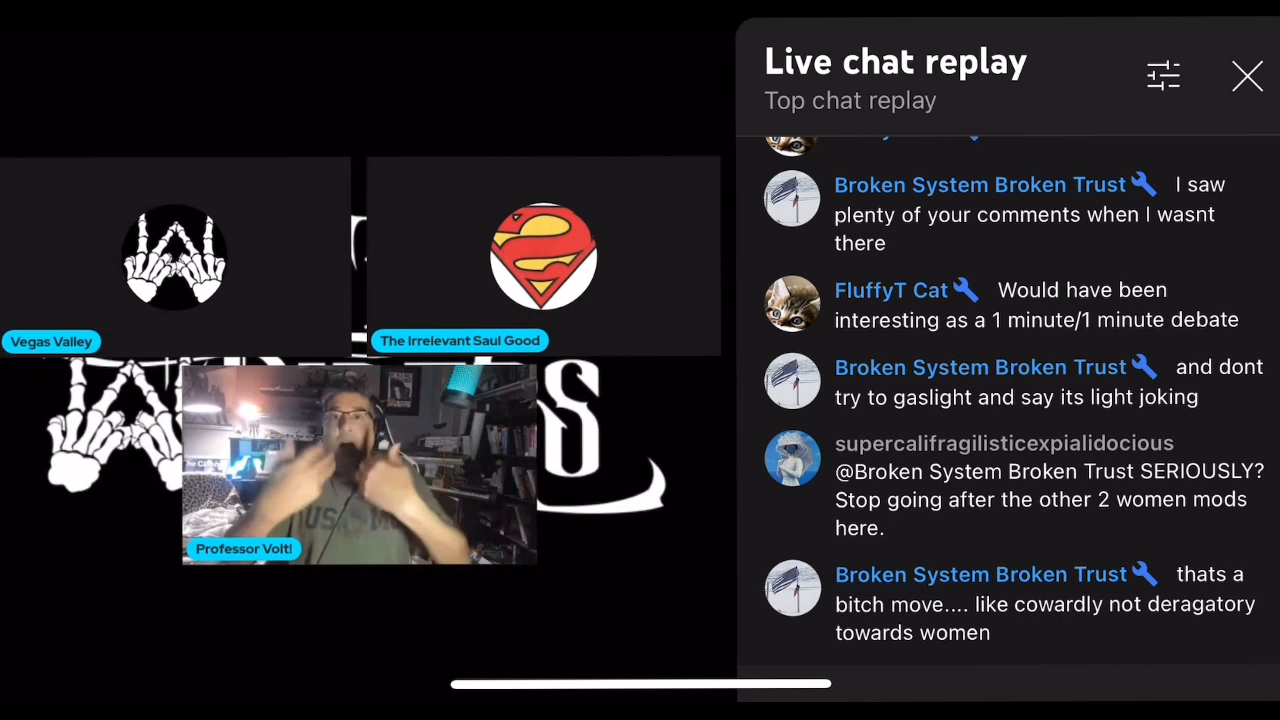 Live chat replay
Top chat replay
Broken System Broken Trust I saw
plenty of your comments when I wasnt
there
FluffyT Cat Would have been
interesting as a 1 minute/1 minute debate
Broken System Broken Trust and dont
try to gaslight and say its light joking
supercalifragilisticexpialidocious
@Broken System Broken Trust SERIOUSLY?
Stop going after the other 2 women mods
here.
Broken System Broken Trust thats a
bitch move.... like cowardly not deragatory
towards women
Vegas Valley
The Irrelevant Saul Good
Professor Volt!